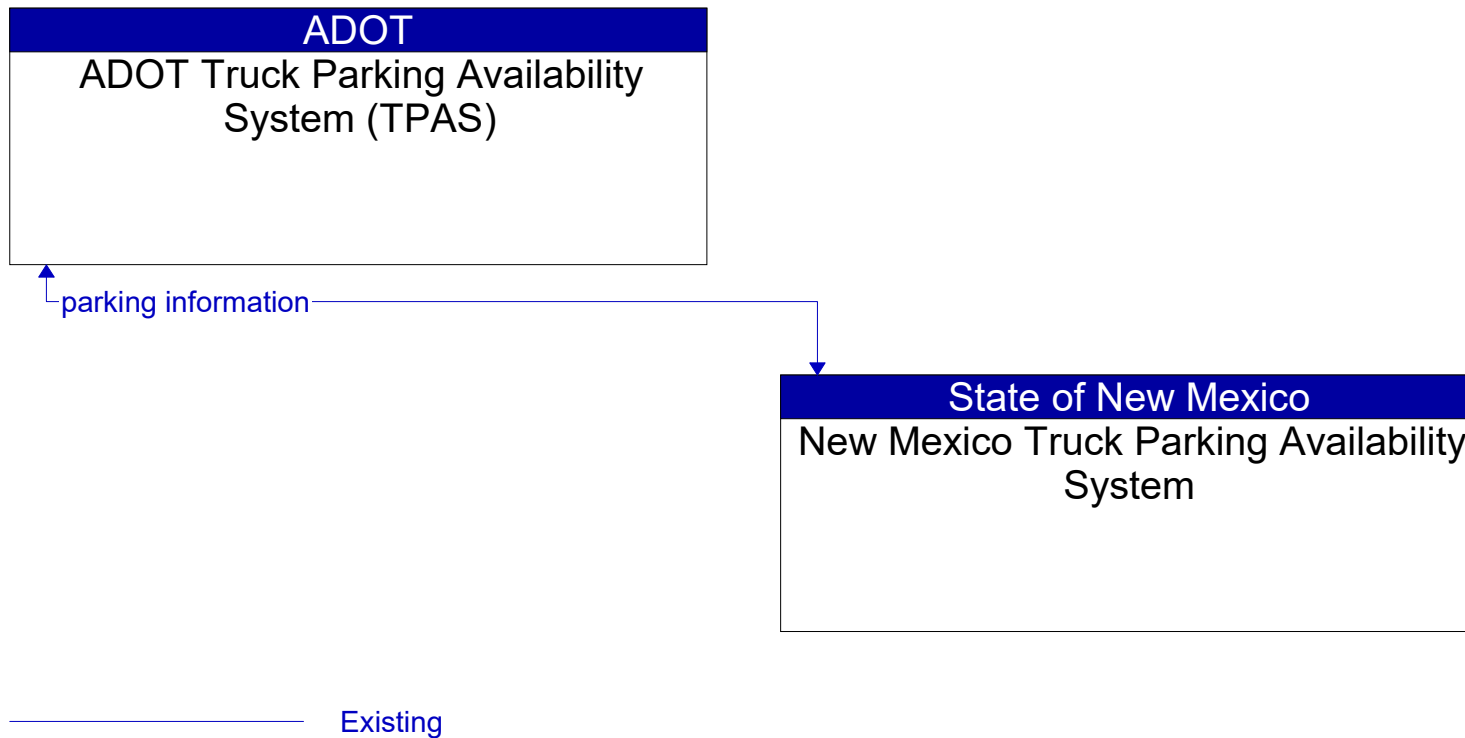 ADOT
ADOT Truck Parking Availability
System (TPAS)
parking information
State of New Mexico
New Mexico Truck Parking Availability
System
Existing